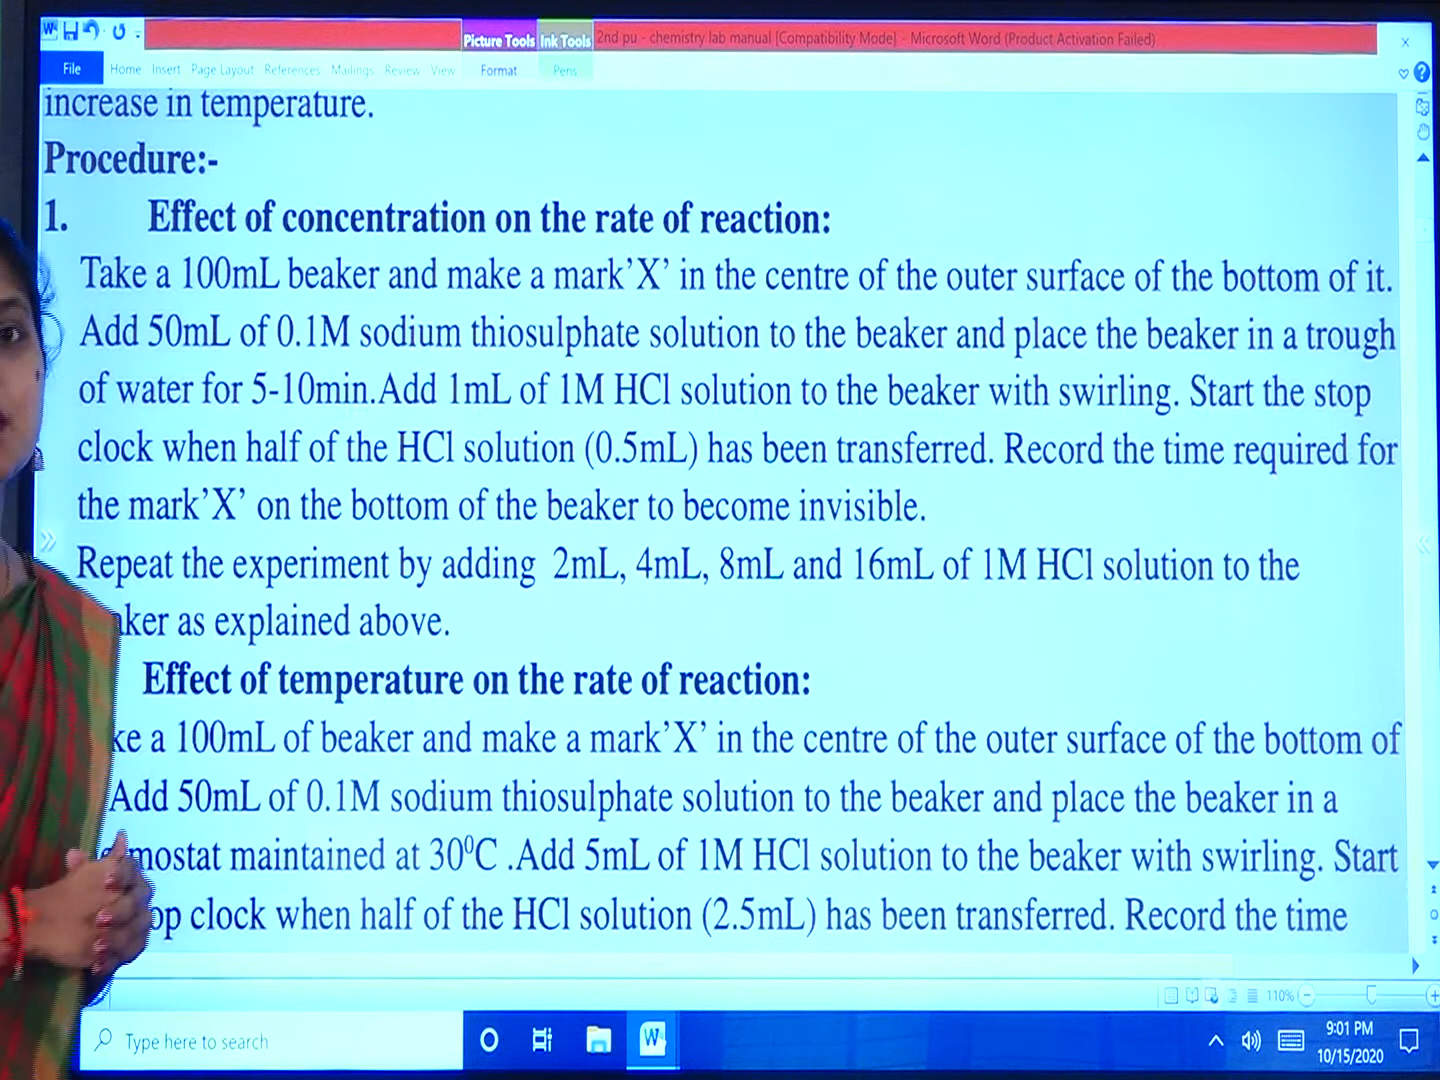 Picture Tools Ink Tools 2nd pu - chemistry lab manual [Compatibility Mode] - Microsoft Word (Product Activation Failed)
File Home Insert Page Layout References Mailings Review View Format Pens
increase in temperature.
Procedure:-
1. Effect of concentration on the rate of reaction:
Take a 100mL beaker and make a mark’X’ in the centre of the outer surface of the bottom of it.
Add 50mL of 0.1M sodium thiosulphate solution to the beaker and place the beaker in a trough
of water for 5-10min.Add 1mL of 1M HCl solution to the beaker with swirling. Start the stop
clock when half of the HCl solution (0.5mL) has been transferred. Record the time required for
the mark’X’ on the bottom of the beaker to become invisible.
Repeat the experiment by adding 2mL, 4mL, 8mL and 16mL of 1M HCl solution to the
aker as explained above.
Effect of temperature on the rate of reaction:
ke a 100mL of beaker and make a mark’X’ in the centre of the outer surface of the bottom of
Add 50mL of 0.1M sodium thiosulphate solution to the beaker and place the beaker in a
mostat maintained at 30⁰C .Add 5mL of 1M HCl solution to the beaker with swirling. Start
op clock when half of the HCl solution (2.5mL) has been transferred. Record the time
110%
Type here to search
9:01 PM
10/15/2020